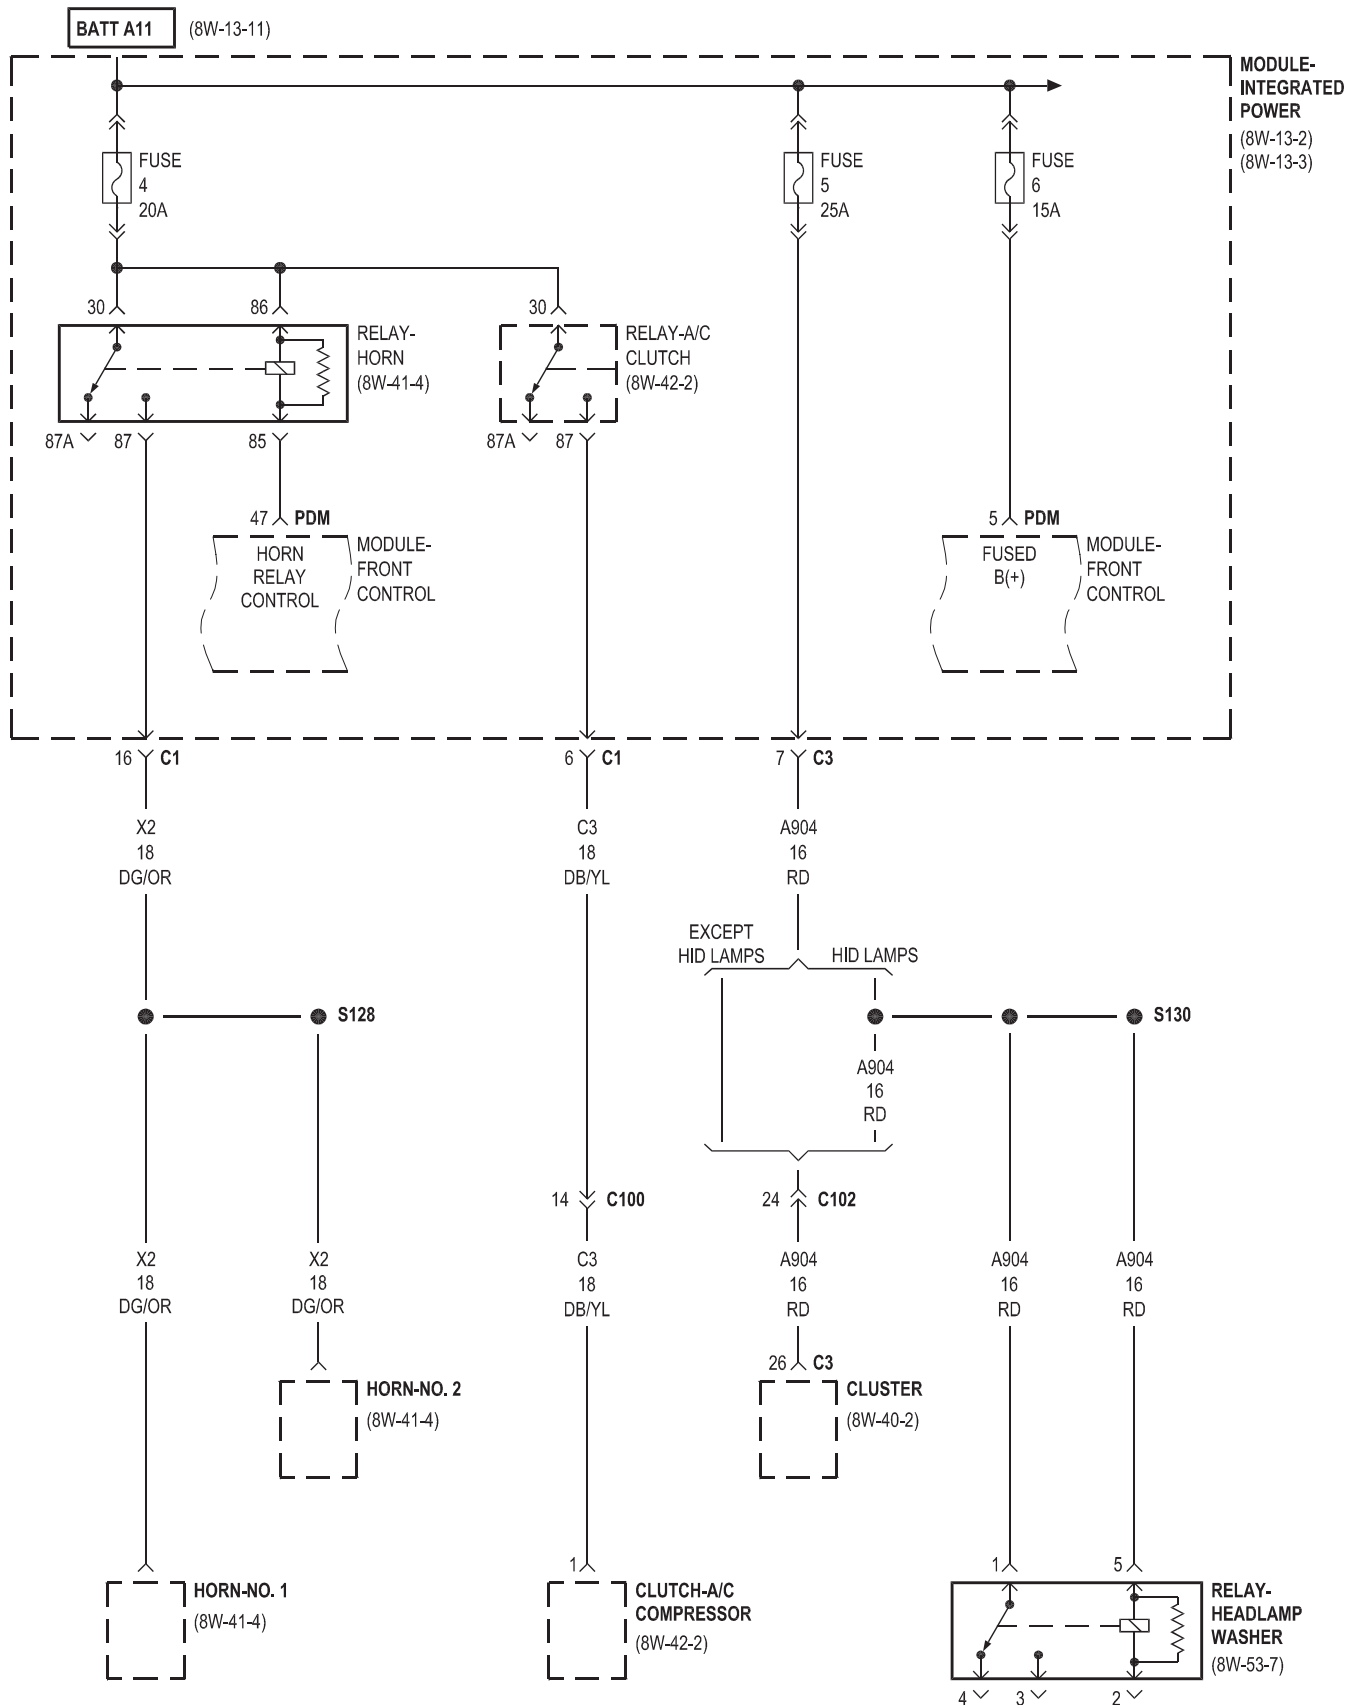 BATT A11 (8W-13-11)
MODULE-
INTEGRATED
POWER
(8W-13-2)
(8W-13-3)
FUSE
4
20A
FUSE
5
25A
FUSE
6
15A
30
86
30
RELAY-
HORN
(8W-41-4)
RELAY-A/C
CLUTCH
(8W-42-2)
87A
87
85
87A
87
47 PDM
HORN
RELAY
CONTROL
MODULE-
FRONT
CONTROL
5 PDM
FUSED
B(+)
MODULE-
FRONT
CONTROL
16 C1
6 C1
7 C3
X2
18
DG/OR
C3
18
DB/YL
A904
16
RD
EXCEPT
HID LAMPS
HID LAMPS
S128
S130
A904
16
RD
14 C100
24 C102
X2
18
DG/OR
X2
18
DG/OR
C3
18
DB/YL
A904
16
RD
A904
16
RD
A904
16
RD
26 C3
HORN-NO. 2
(8W-41-4)
CLUSTER
(8W-40-2)
1
1
5
HORN-NO. 1
(8W-41-4)
CLUTCH-A/C
COMPRESSOR
(8W-42-2)
RELAY-
HEADLAMP
WASHER
(8W-53-7)
4
3
2